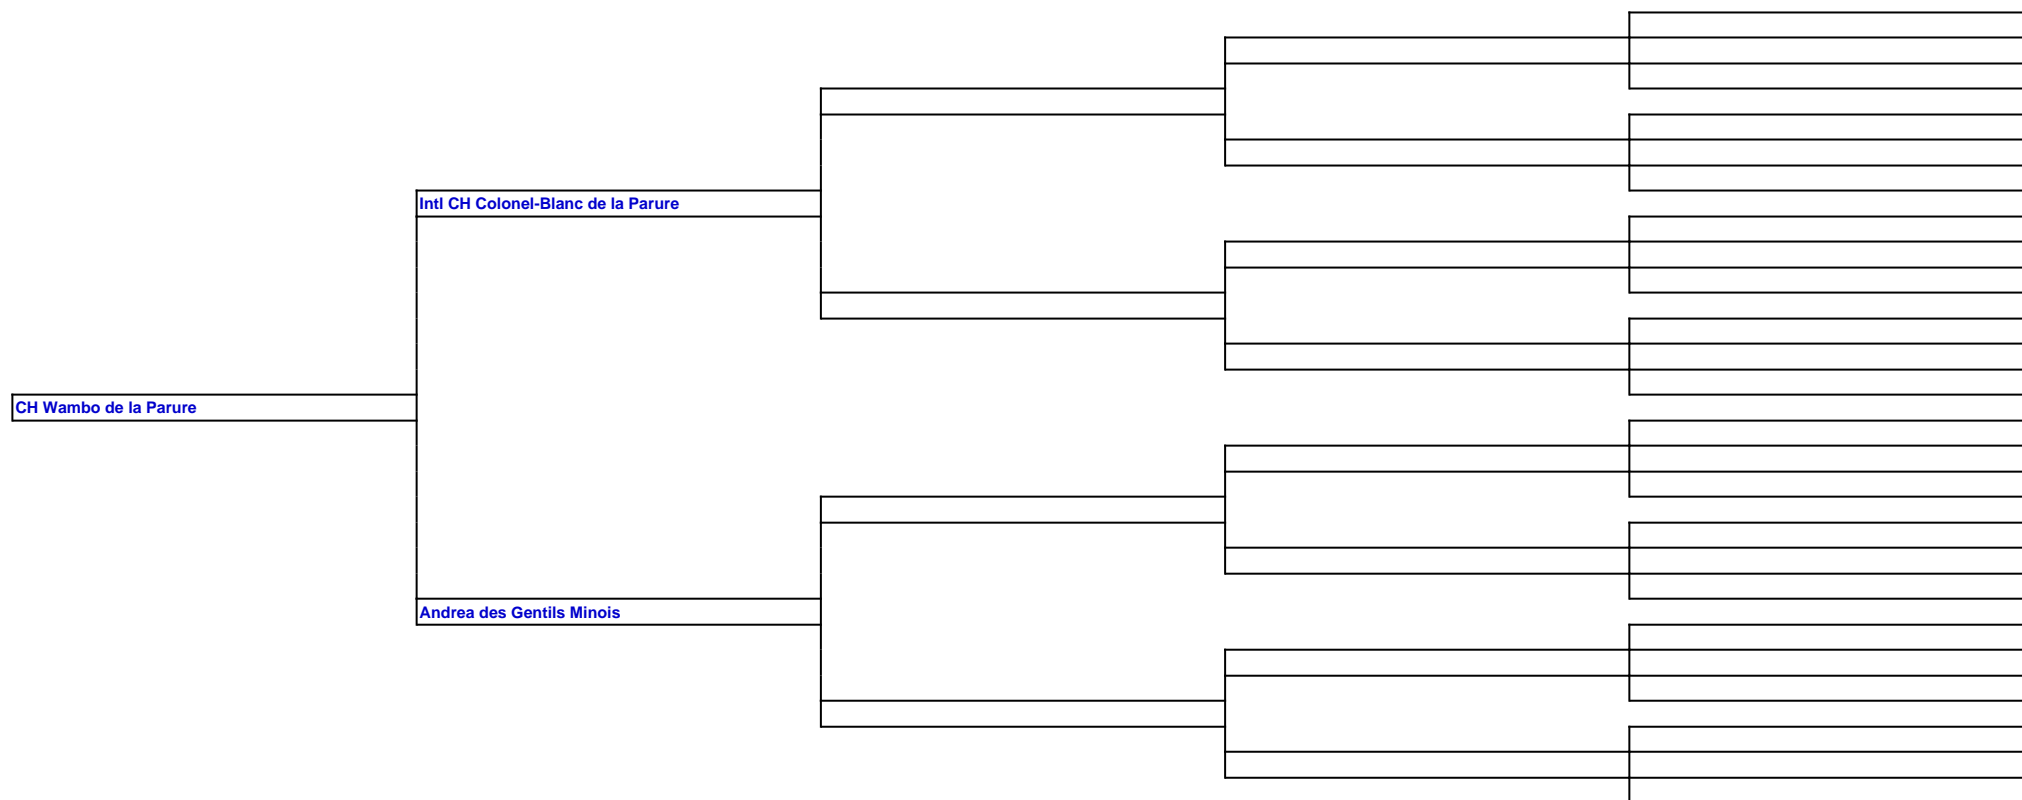 Intl CH Colonel-Blanc de la Parure
CH Wambo de la Parure
Andrea des Gentils Minois